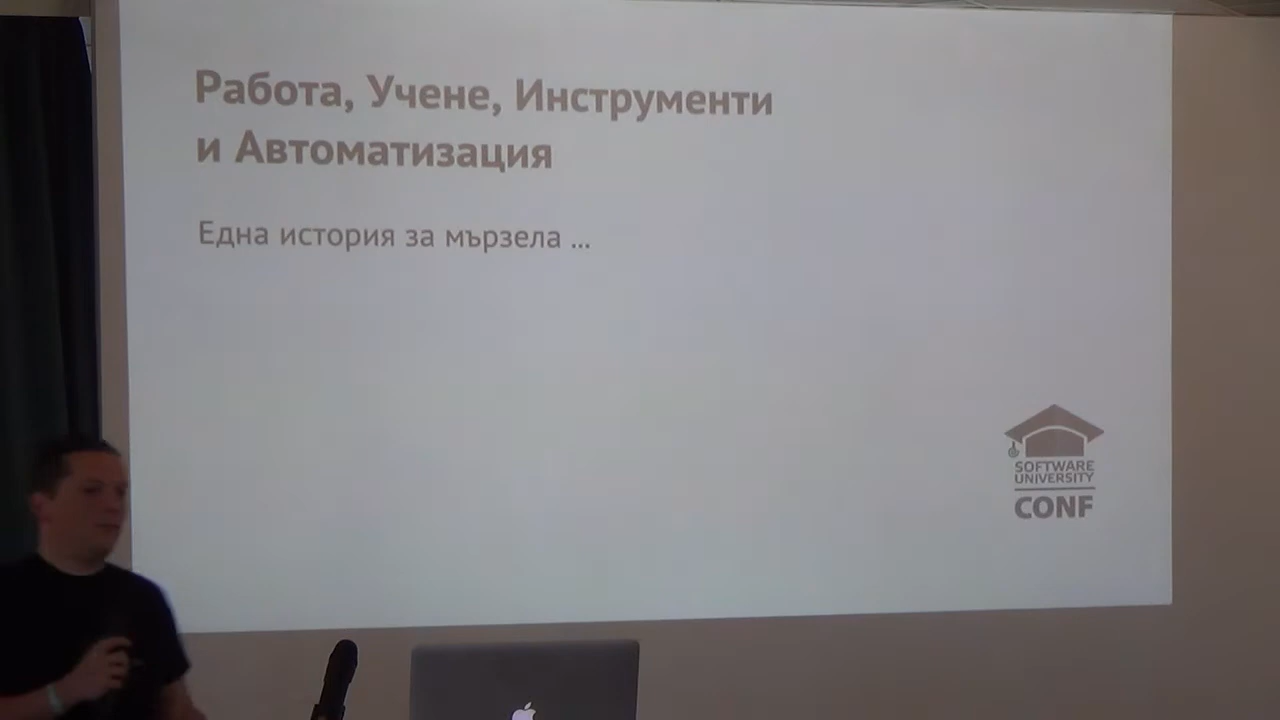 Работа, Учене, Инструменти
и Автоматизация
Една история за мързела ...
SOFTWARE
UNIVERSITY
CONF